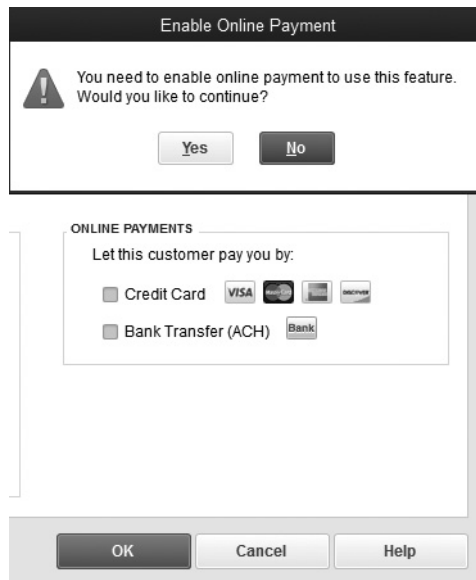 Enable Online Payment
You need to enable online payment to use this feature.
Would you like to continue?
Yes No
ONLINE PAYMENTS
Let this customer pay you by:
Credit Card VISA MasterCard DISCOVER
Bank Transfer (ACH) Bank
OK Cancel Help